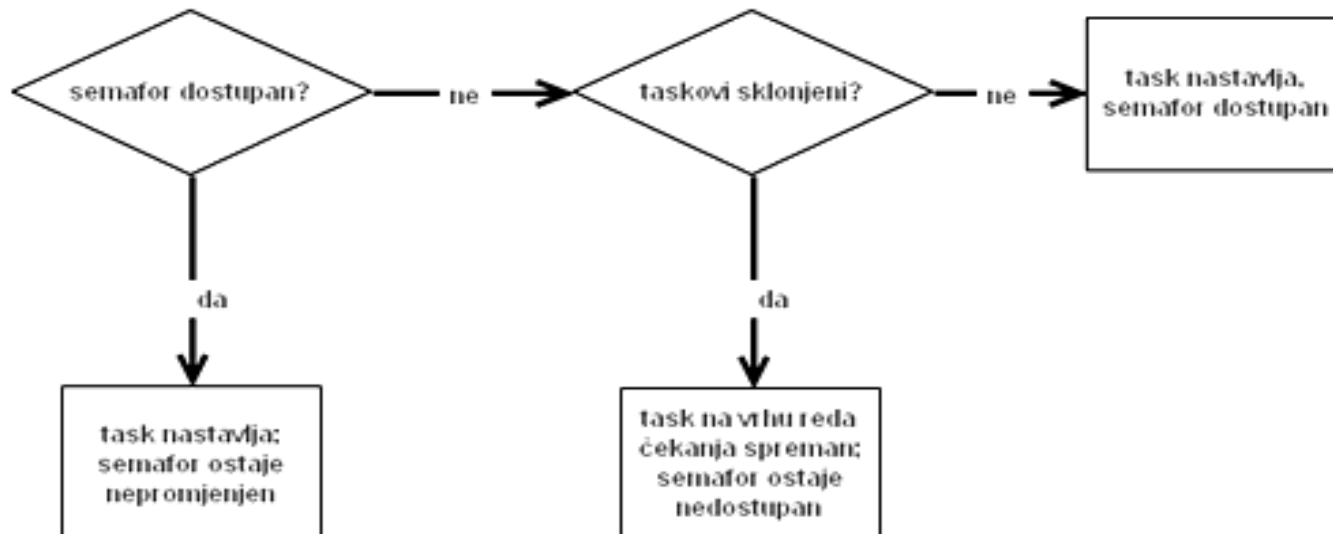 semafor dostupan?
ne
taskovi sklonjeni?
ne
task nastavlja,
semafor dostupan
da
da
task nastavlja;
semafor ostaje
nepromjenjen
task na vrhu reda
čekanja spreman;
semafor ostaje
nedostupan